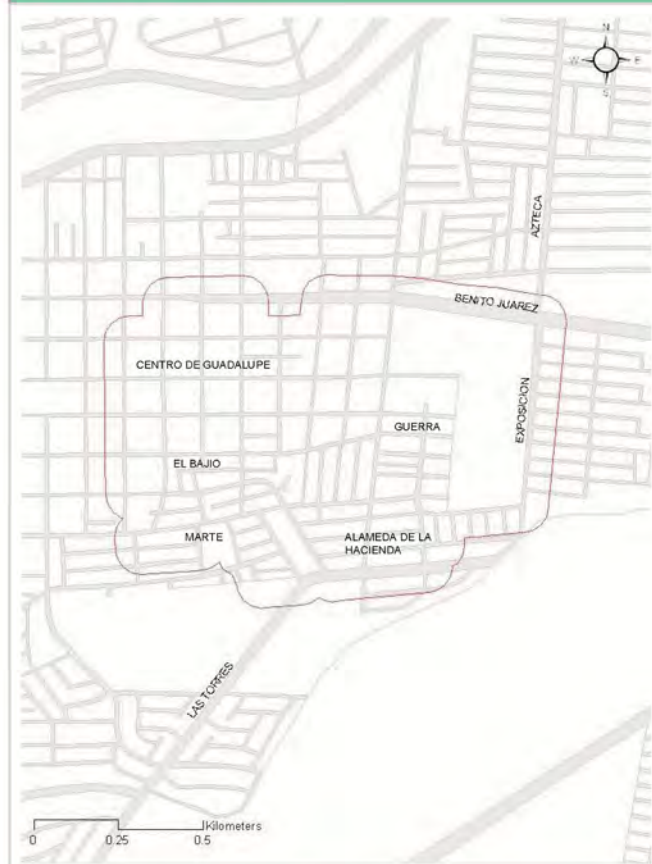 N
W E
S
AZTECA
BENITO JUAREZ
CENTRO DE GUADALUPE
EXPOSICION
GUERRA
EL BAJIO
MARTE
ALAMEDA DE LA
HACIENDA
LAS TORRES
Kilometers
0 0.25 0.5